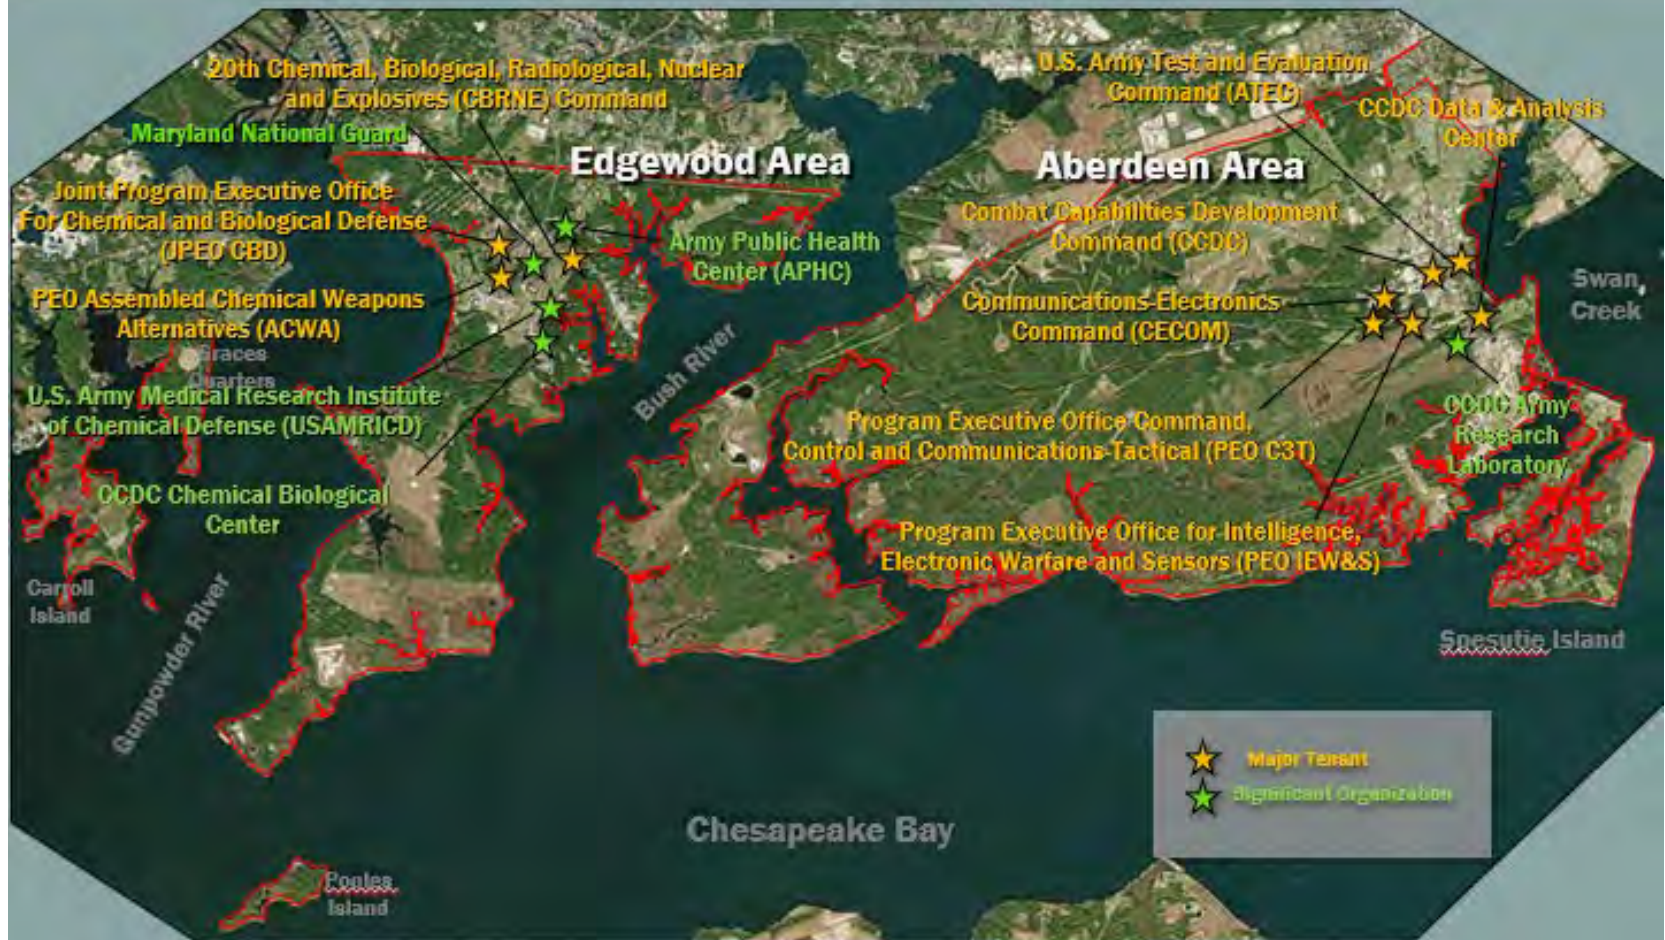 20th Chemical, Biological, Radiological, Nuclear
and Explosives (CBRNE) Command
Maryland National Guard
Joint Program Executive Office
For Chemical and Biological Defense
(JPEO CBD)
PEO Assembled Chemical Weapons
Alternatives (ACWA)
Graces
Quarters
U.S. Army Medical Research Institute
of Chemical Defense (USAMRICD)
CCDC Chemical Biological
Center
Carroll
Island
Gunpowder River
Edgewood Area
Army Public Health
Center (APHC)
Bush River
U.S. Army Test and Evaluation
Command (ATEC)
CCDC Data & Analysis
Center
Aberdeen Area
Combat Capabilities Development
Command (CCDC)
Communications-Electronics
Command (CECOM)
Swan
Creek
Program Executive Office Command,
Control and Communications-Tactical (PEO C3T)
CCDC Army
Research
Laboratory
Program Executive Office for Intelligence,
Electronic Warfare and Sensors (PEO IEW&S)
Spesutie Island
Major Tenant
Significant Organization
Chesapeake Bay
Pooles
Island